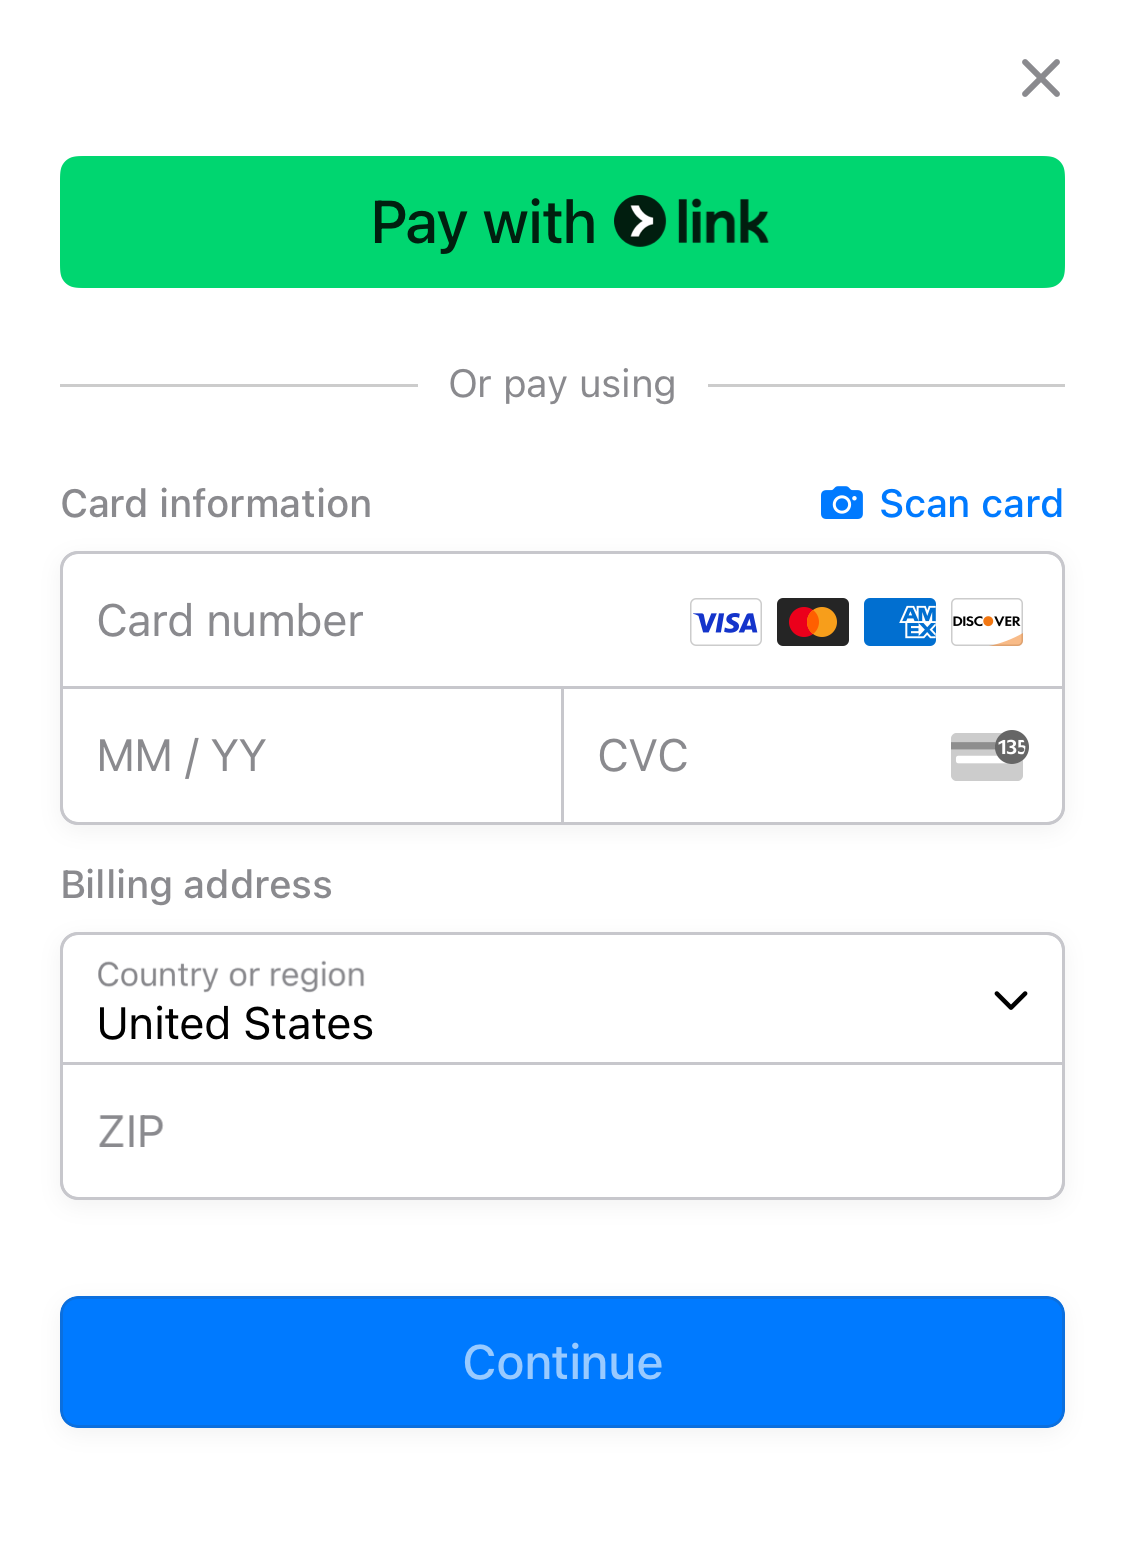 Pay with link
Or pay using
Card information
Scan card
Card number
VISA
AM
EX
DISCOVER
MM / YY
CVC
135
Billing address
Country or region
United States
ZIP
Continue